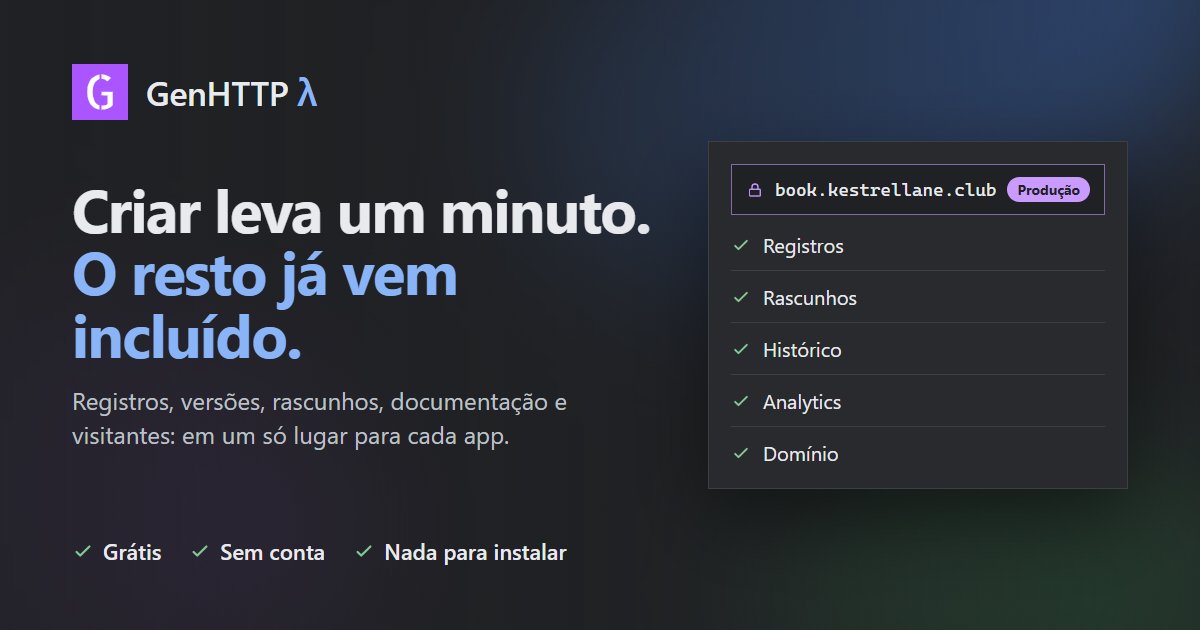 GenHTTP λ
Criar leva um minuto.
O resto já vem
incluído.
Registros, versões, rascunhos, documentação e
visitantes: em um só lugar para cada app.
Grátis
Sem conta
Nada para instalar
book.kestrellane.club
Produção
Registros
Rascunhos
Histórico
Analytics
Domínio